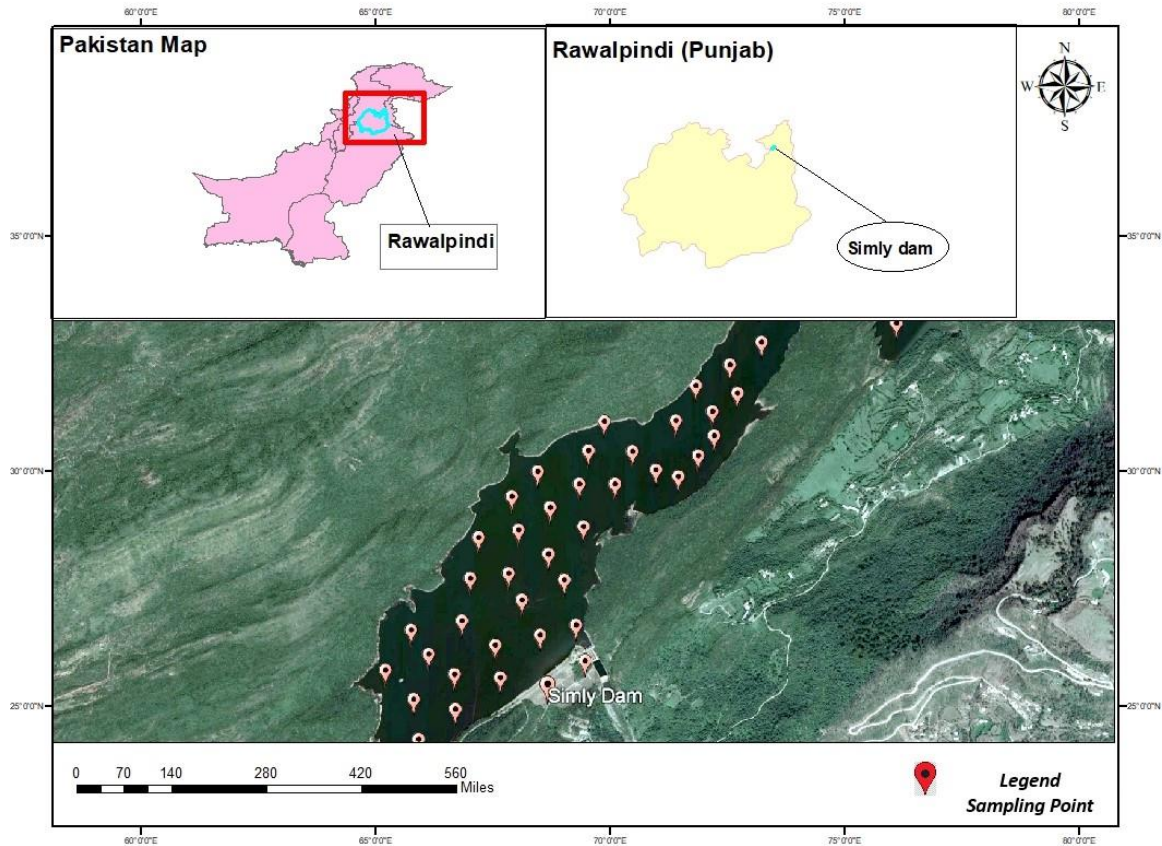 60°0'0"E
65°0'0"E
70°0'0"E
75°0'0"E
80°0'0"E
Pakistan Map
Rawalpindi
Rawalpindi (Punjab)
Simly dam
N
W
E
S
35°0'0"N
35°0'0"N
30°0'0"N
30°0'0"N
25°0'0"N
25°0'0"N
Simly Dam
0 70 140 280 420 560
Miles
Legend
Sampling Point
60°0'0"E
65°0'0"E
70°0'0"E
75°0'0"E
80°0'0"E